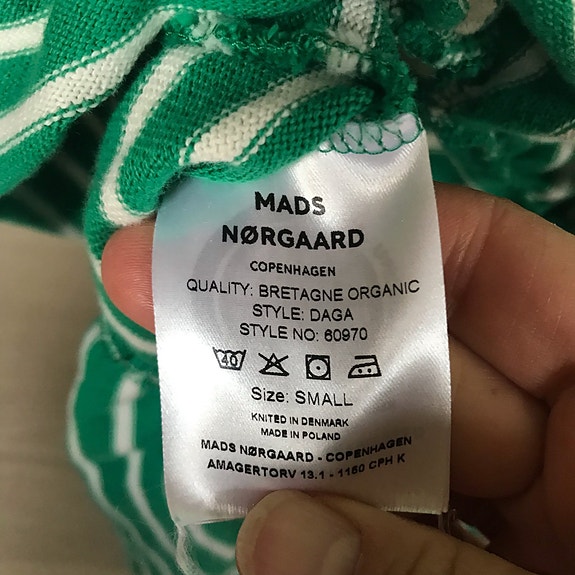 MADS
NØRGAARD
COPENHAGEN
QUALITY: BRETAGNE ORGANIC
STYLE: DAGA
STYLE NO: 60970
40
Size: SMALL
KNITED IN DENMARK
MADE IN POLAND
MADS NØRGAARD - COPENHAGEN
AMAGERTORV 13.1 - 1160 CPH K